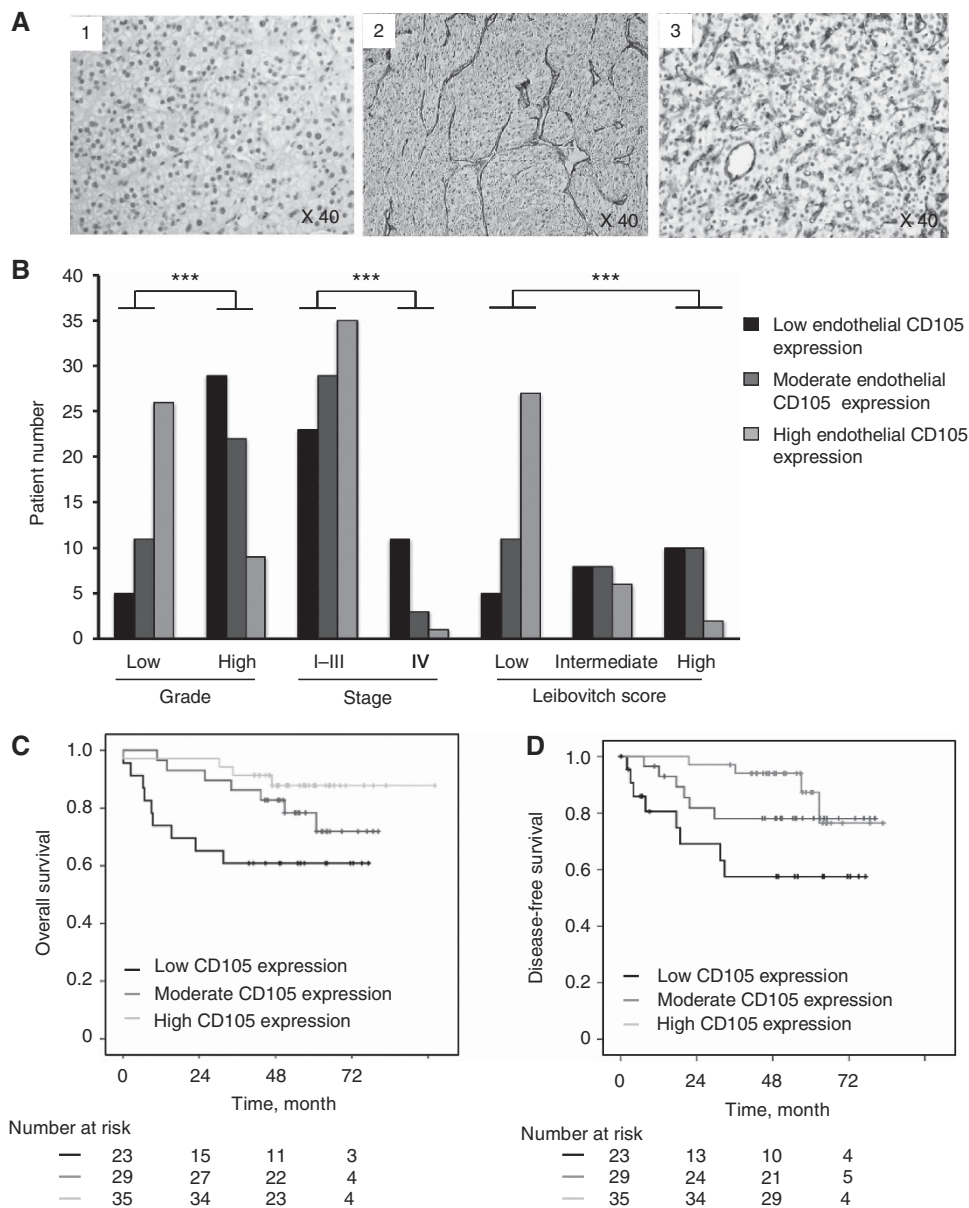 A
1
2
3
X 40
X 40
X 40
B
40
35
30
25
20
15
10
5
0
Patient number
***
***
***
Low
High
I–III
IV
Low
Intermediate
High
Grade
Stage
Leibovitch score
Low endothelial CD105
expression
Moderate endothelial
CD105 expression
High endothelial CD105
expression
C
1.0
0.8
0.6
0.4
0.2
0
Overall survival
Low CD105 expression
Moderate CD105 expression
High CD105 expression
0 24 48 72
Time, month
Number at risk
23 15 11 3
29 27 22 4
35 34 23 4
D
1.0
0.8
0.6
0.4
0.2
0
Disease-free survival
Low CD105 expression
Moderate CD105 expression
High CD105 expression
0 24 48 72
Time, month
Number at risk
23 13 10 4
29 24 21 5
35 34 29 4